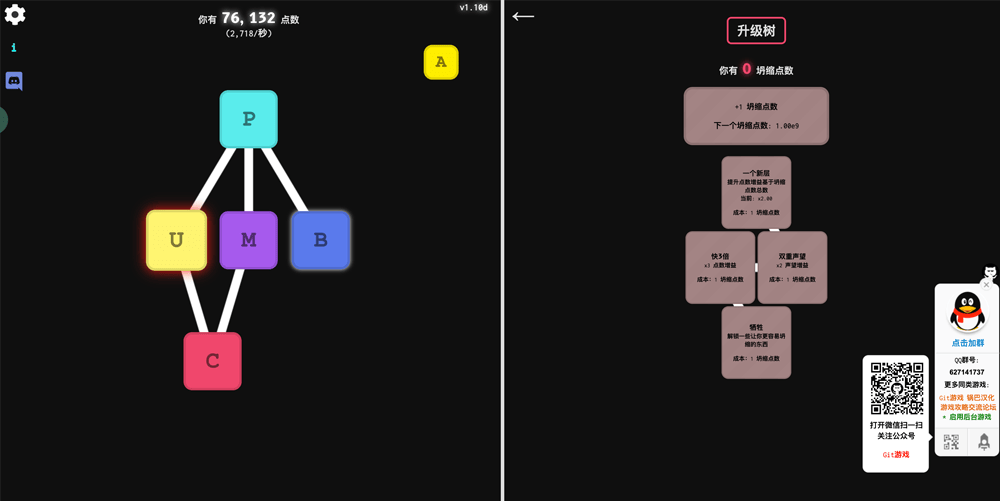 你有 76,132 点数
(2,718/秒)
i
A
P
U
M
B
C
v1.10d
升级树
你有 0 坍缩点数
+1 坍缩点数
下一个坍缩点数: 1.00e9
一个新层
提升点数增益基于坍缩
点数总数
当前: x2.00
成本: 1 坍缩点数
快3倍
x3 点数增益
成本: 1 坍缩点数
双重声望
x2 声望增益
成本: 1 坍缩点数
牺牲
解锁一些让你更容易坍
缩的东西
成本: 1 坍缩点数
点击加群
QQ群号:
627141737
更多同类游戏:
Git游戏 锅巴汉化
游戏攻略交流论坛
* 启用后台游戏
打开微信扫一扫
关注公众号
Git游戏